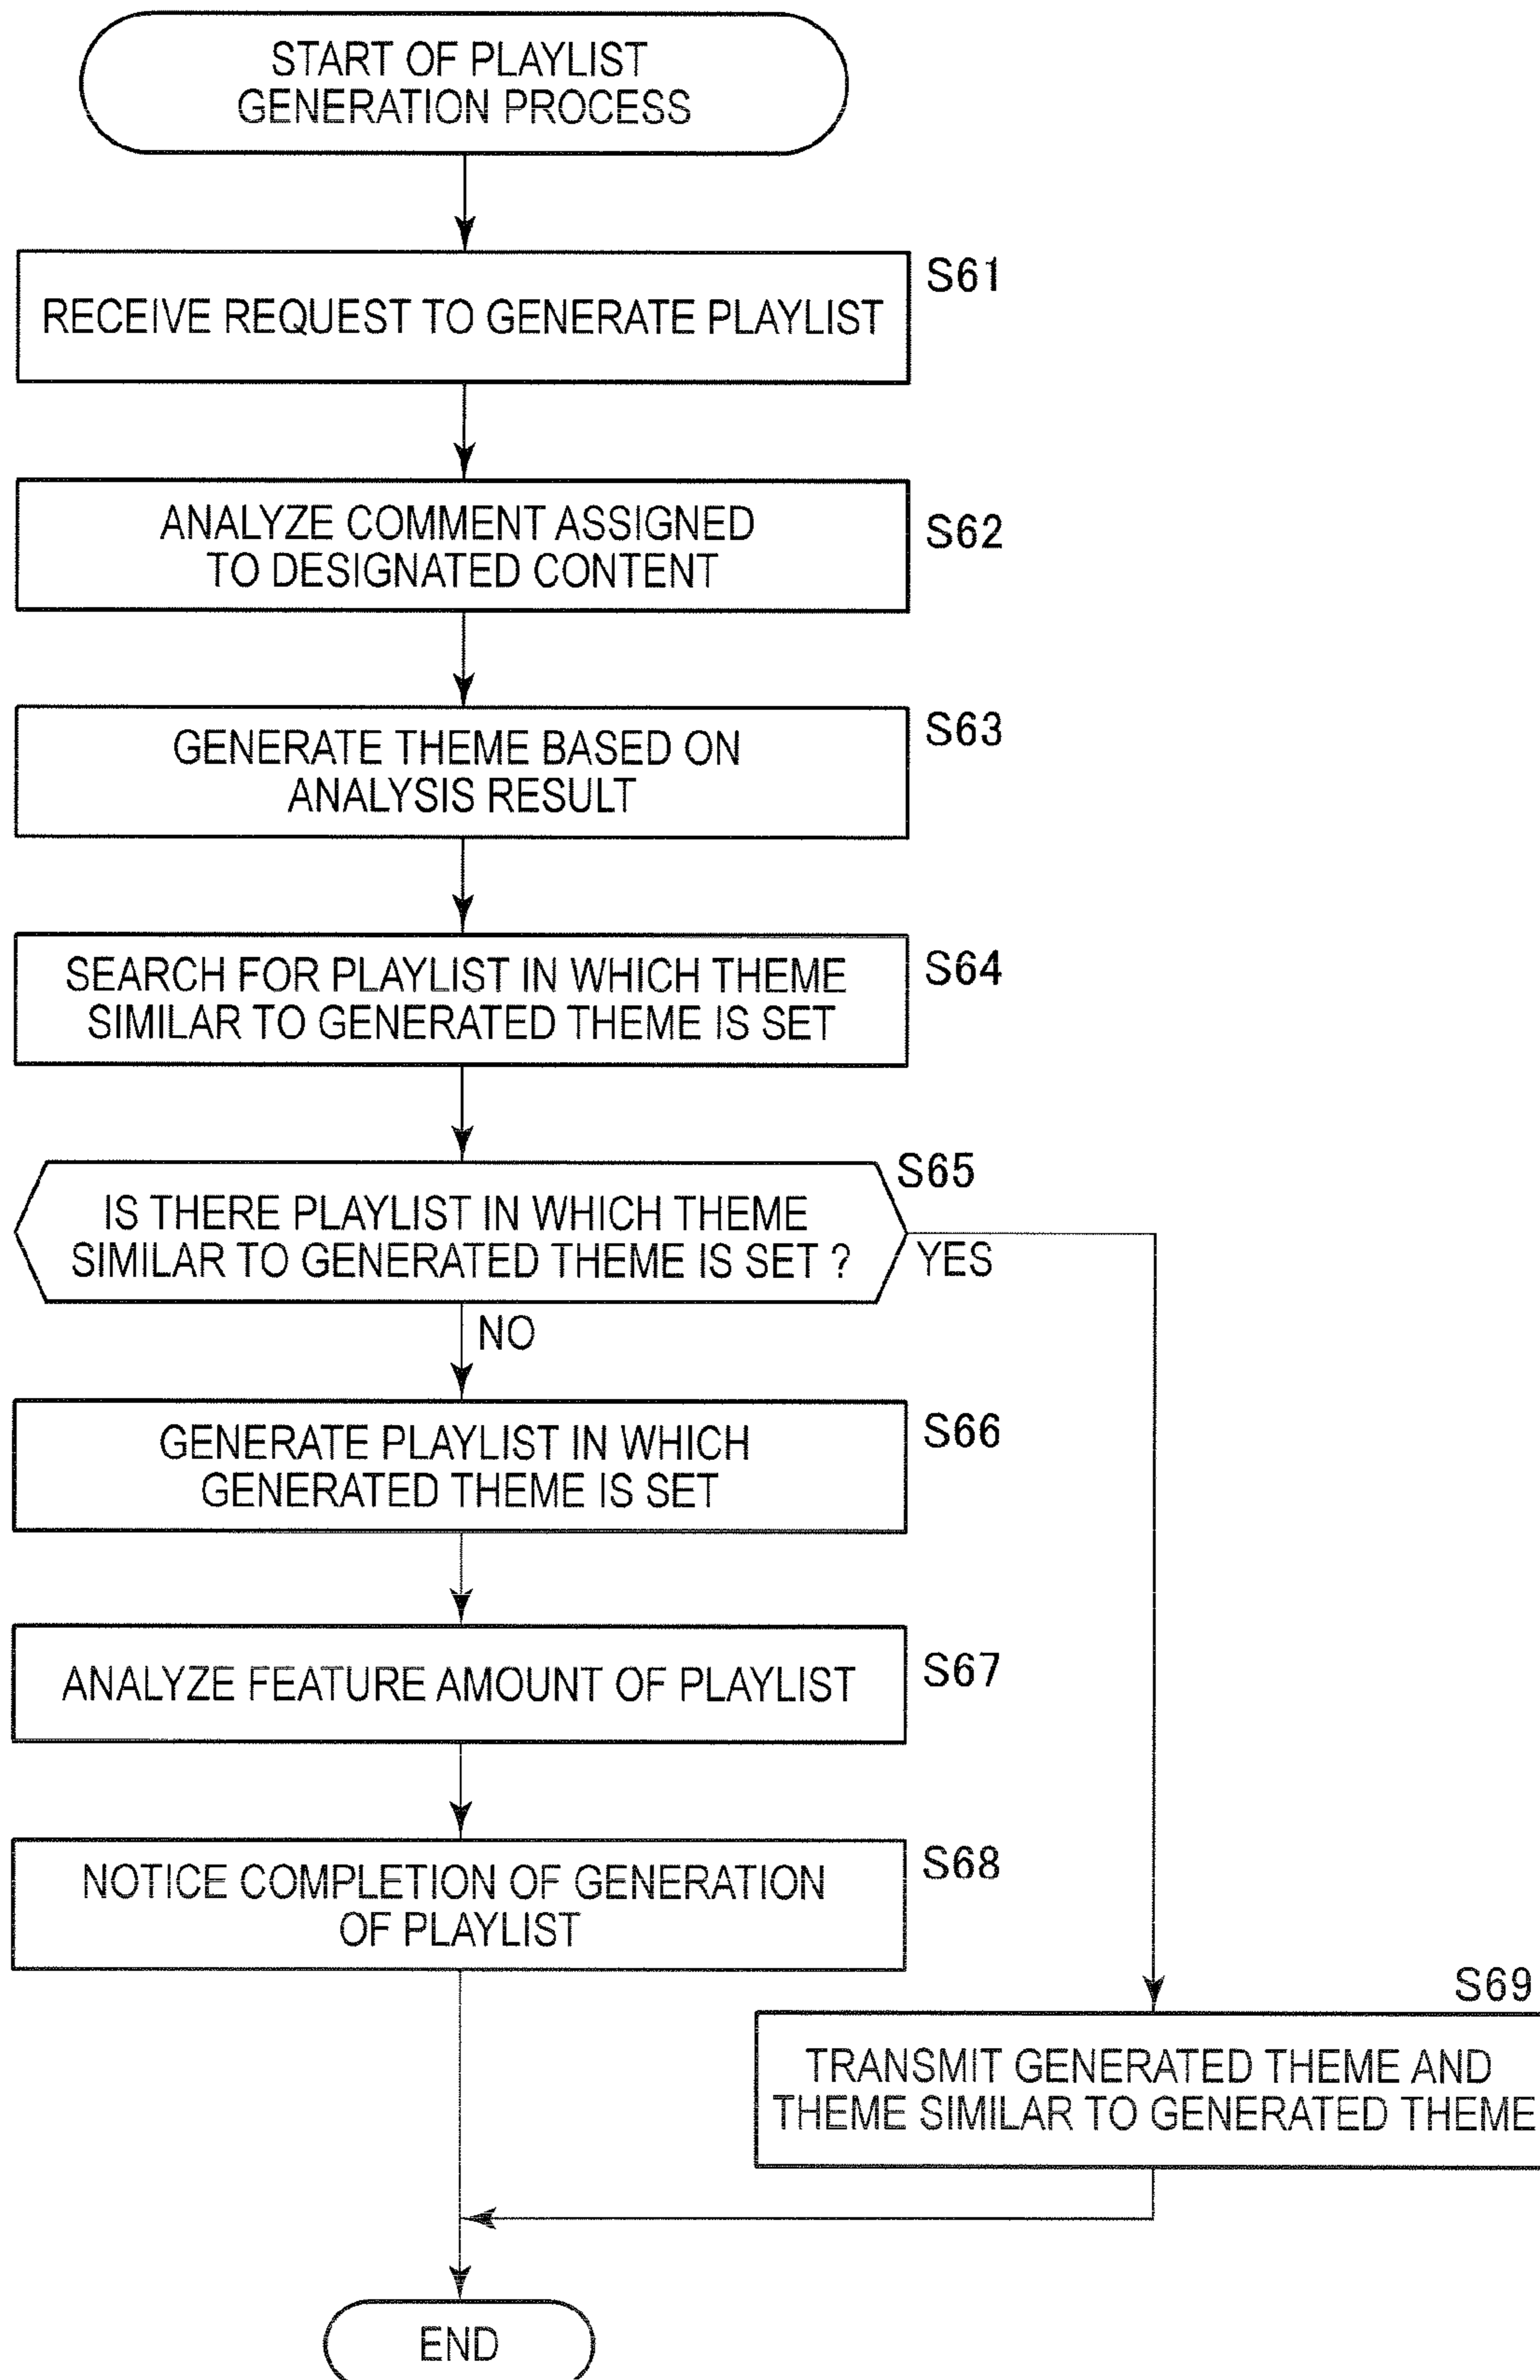 START OF PLAYLIST
GENERATION PROCESS
S61
RECEIVE REQUEST TO GENERATE PLAYLIST
S62
ANALYZE COMMENT ASSIGNED
TO DESIGNATED CONTENT
S63
GENERATE THEME BASED ON
ANALYSIS RESULT
S64
SEARCH FOR PLAYLIST IN WHICH THEME
SIMILAR TO GENERATED THEME IS SET
S65
IS THERE PLAYLIST IN WHICH THEME
SIMILAR TO GENERATED THEME IS SET ?
YES
NO
S66
GENERATE PLAYLIST IN WHICH
GENERATED THEME IS SET
S67
ANALYZE FEATURE AMOUNT OF PLAYLIST
S68
NOTICE COMPLETION OF GENERATION
OF PLAYLIST
S69
TRANSMIT GENERATED THEME AND
THEME SIMILAR TO GENERATED THEME
END